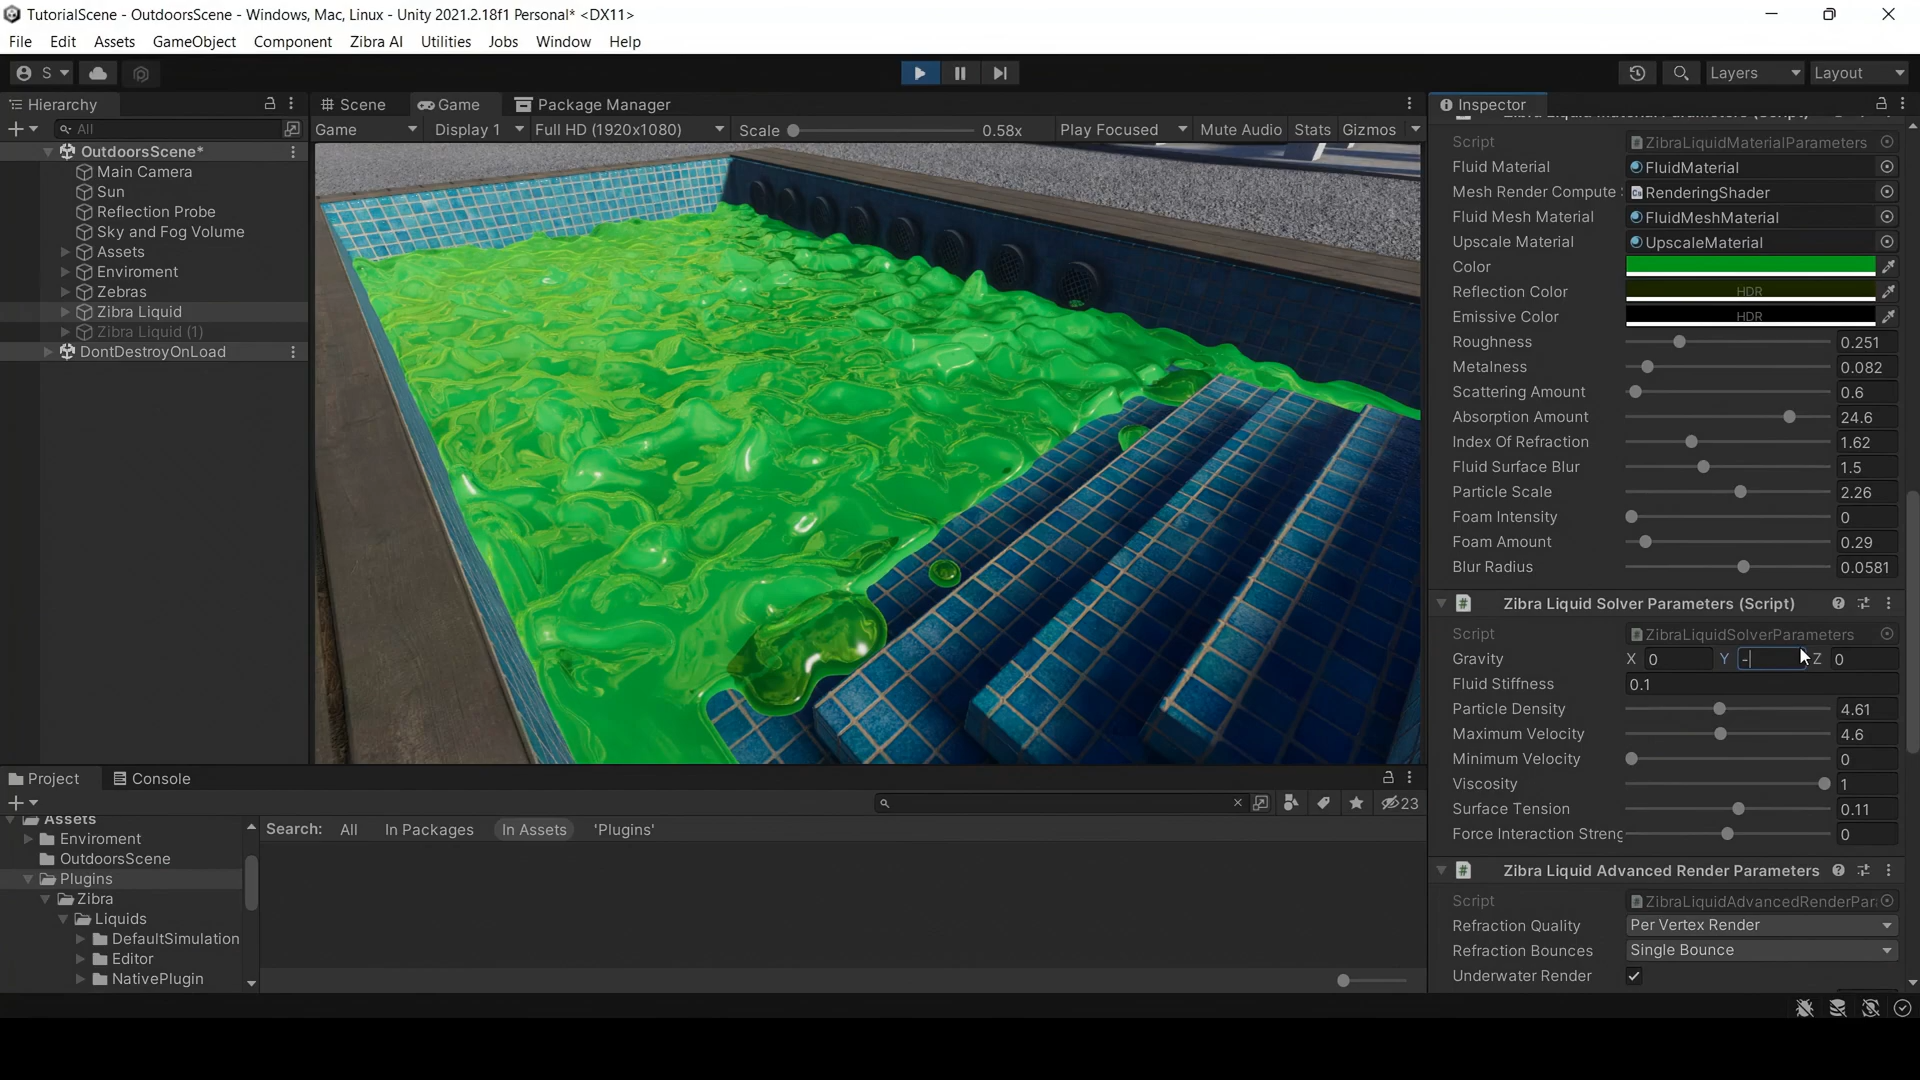 TutorialScene - OutdoorsScene - Windows, Mac, Linux - Unity 2021.2.18f1 Personal* <DX11>
File Edit Assets GameObject Component Zibra AI Utilities Jobs Window Help
S Layers Layout
Hierarchy
All
OutdoorsScene*
Main Camera
Sun
Reflection Probe
Sky and Fog Volume
Assets
Enviroment
Zebras
Zibra Liquid
Zibra Liquid (1)
DontDestroyOnLoad
Scene Game Package Manager
Game Display 1 Full HD (1920x1080) Scale 0.58x Play Focused Mute Audio Stats Gizmos
Inspector
Script ZibraLiquidMaterialParameters
Fluid Material FluidMaterial
Mesh Render Compute RenderingShader
Fluid Mesh Material FluidMeshMaterial
Upscale Material UpscaleMaterial
Color
Reflection Color HDR
Emissive Color HDR
Roughness 0.251
Metalness 0.082
Scattering Amount 0.6
Absorption Amount 24.6
Index Of Refraction 1.62
Fluid Surface Blur 1.5
Particle Scale 2.26
Foam Intensity 0
Foam Amount 0.29
Blur Radius 0.0581
Zibra Liquid Solver Parameters (Script)
Script ZibraLiquidSolverParameters
Gravity X 0 Y - Z 0
Fluid Stiffness 0.1
Particle Density 4.61
Maximum Velocity 4.6
Minimum Velocity 0
Viscosity 1
Surface Tension 0.11
Force Interaction Streng 0
Zibra Liquid Advanced Render Parameters
Script ZibraLiquidAdvancedRenderPar
Refraction Quality Per Vertex Render
Refraction Bounces Single Bounce
Underwater Render
Project Console
23
Assets
Enviroment
OutdoorsScene
Plugins
Zibra
Liquids
DefaultSimulation
Editor
NativePlugin
Search: All In Packages In Assets 'Plugins'